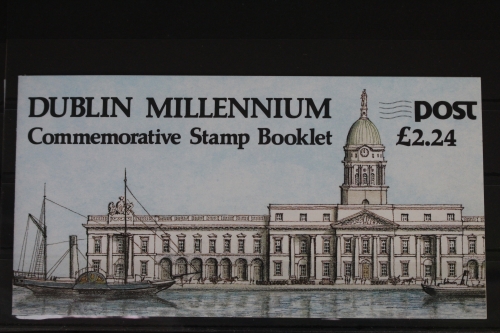 DUBLIN MILLENNIUM
Commemorative Stamp Booklet
post
£2.24